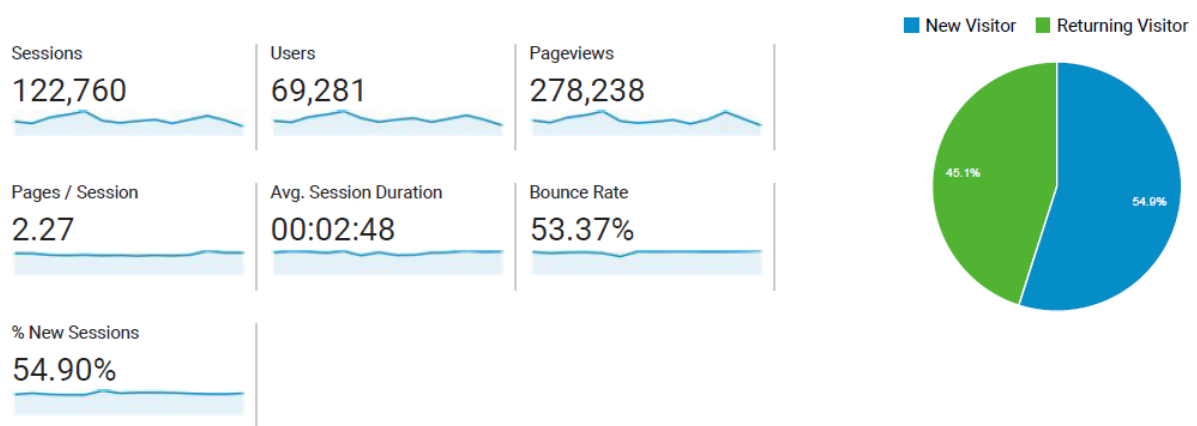 New Visitor Returning Visitor
Sessions Users Pageviews
122,760 69,281 278,238
Pages / Session Avg. Session Duration Bounce Rate
2.27 00:02:48 53.37%
% New Sessions
54.90%
45.1%
54.9%